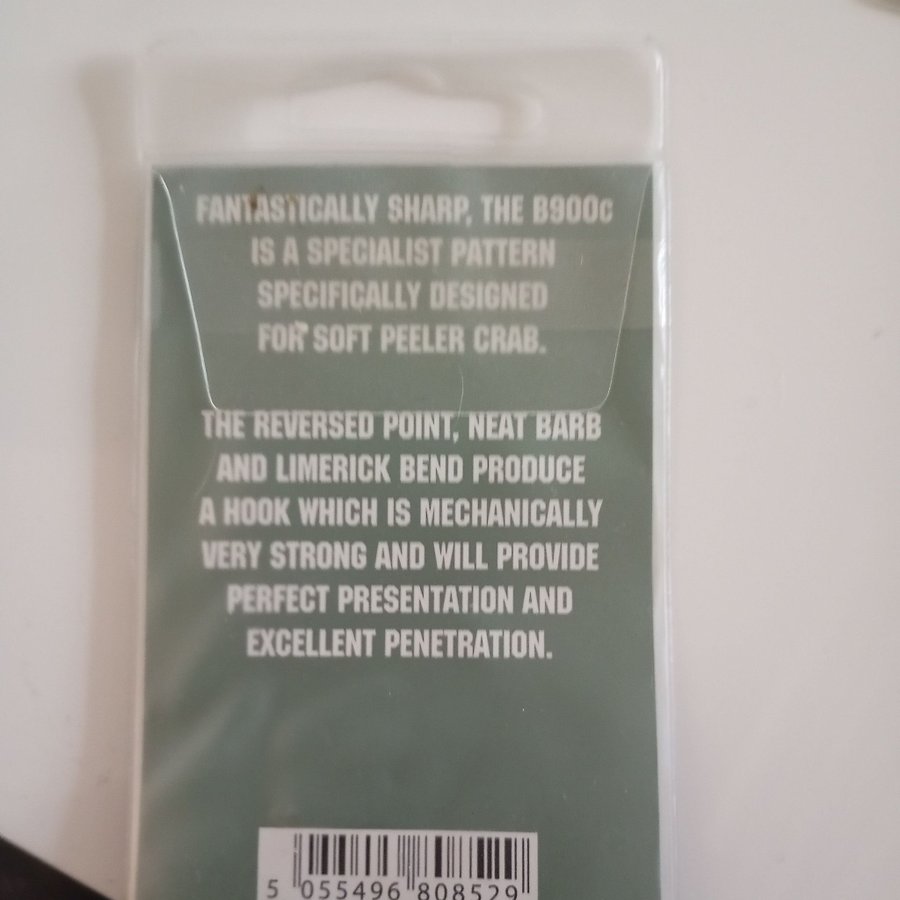 FANTASTICALLY SHARP, THE B900c
IS A SPECIALIST PATTERN
SPECIFICALLY DESIGNED
FOR SOFT PEELER CRAB.
THE REVERSED POINT, NEAT BARB
AND LIMERICK BEND PRODUCE
A HOOK WHICH IS MECHANICALLY
VERY STRONG AND WILL PROVIDE
PERFECT PRESENTATION AND
EXCELLENT PENETRATION.
5 055496 808529